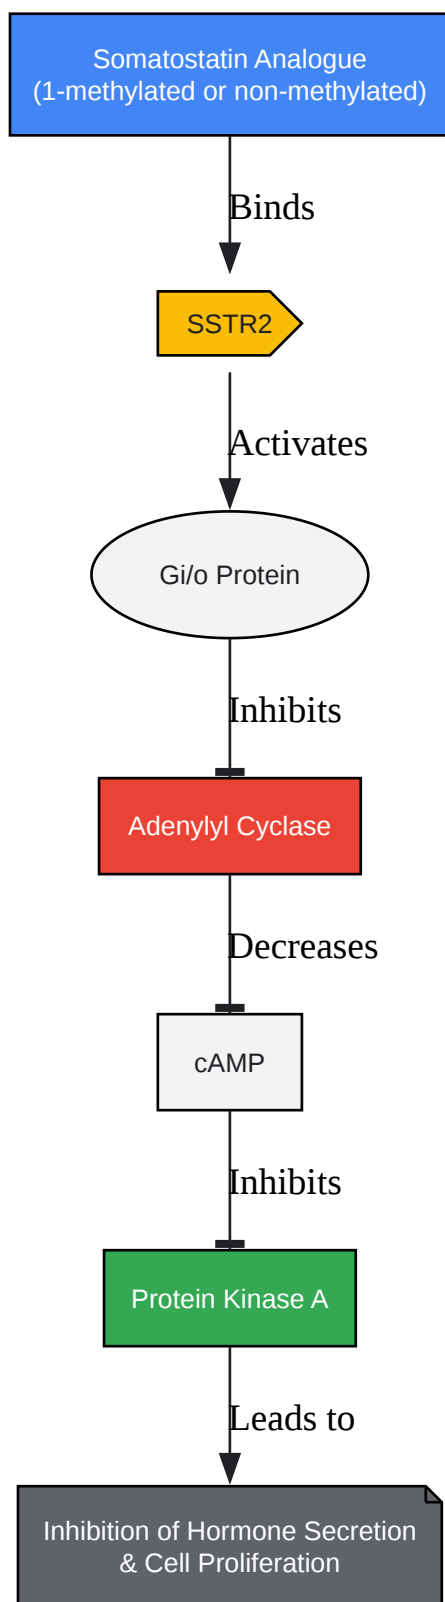 Somatostatin Analogue
(1-methylated or non-methylated)
Binds
SSTR2
Activates
Gi/o Protein
Inhibits
Adenylyl Cyclase
Decreases
cAMP
Inhibits
Protein Kinase A
Leads to
Inhibition of Hormone Secretion
& Cell Proliferation